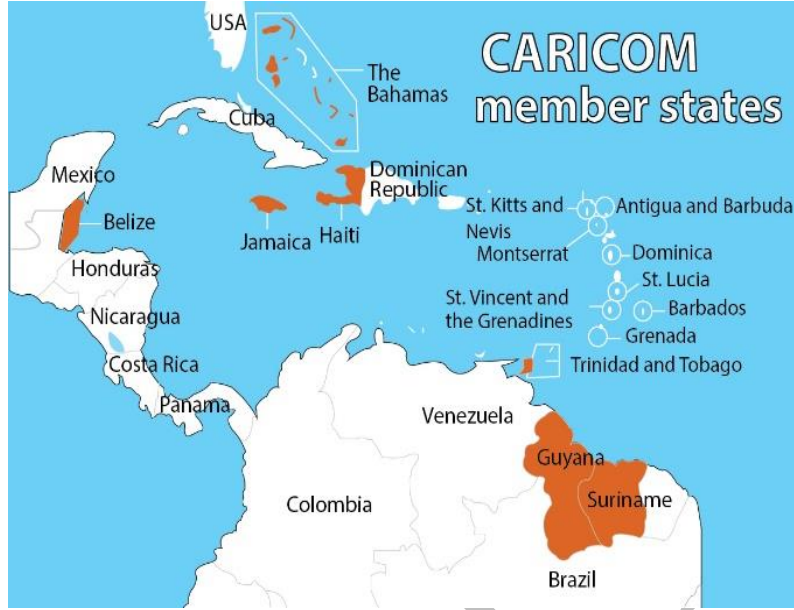 CARICOM
member states
USA
The
Bahamas
Cuba
Mexico
Dominican
Republic
Belize
Jamaica
Haiti
St. Kitts and
Nevis
Antigua and Barbuda
Montserrat
Honduras
Dominica
St. Lucia
St. Vincent and
the Grenadines
Barbados
Nicaragua
Grenada
Costa Rica
Trinidad and Tobago
Panama
Venezuela
Guyana
Colombia
Suriname
Brazil